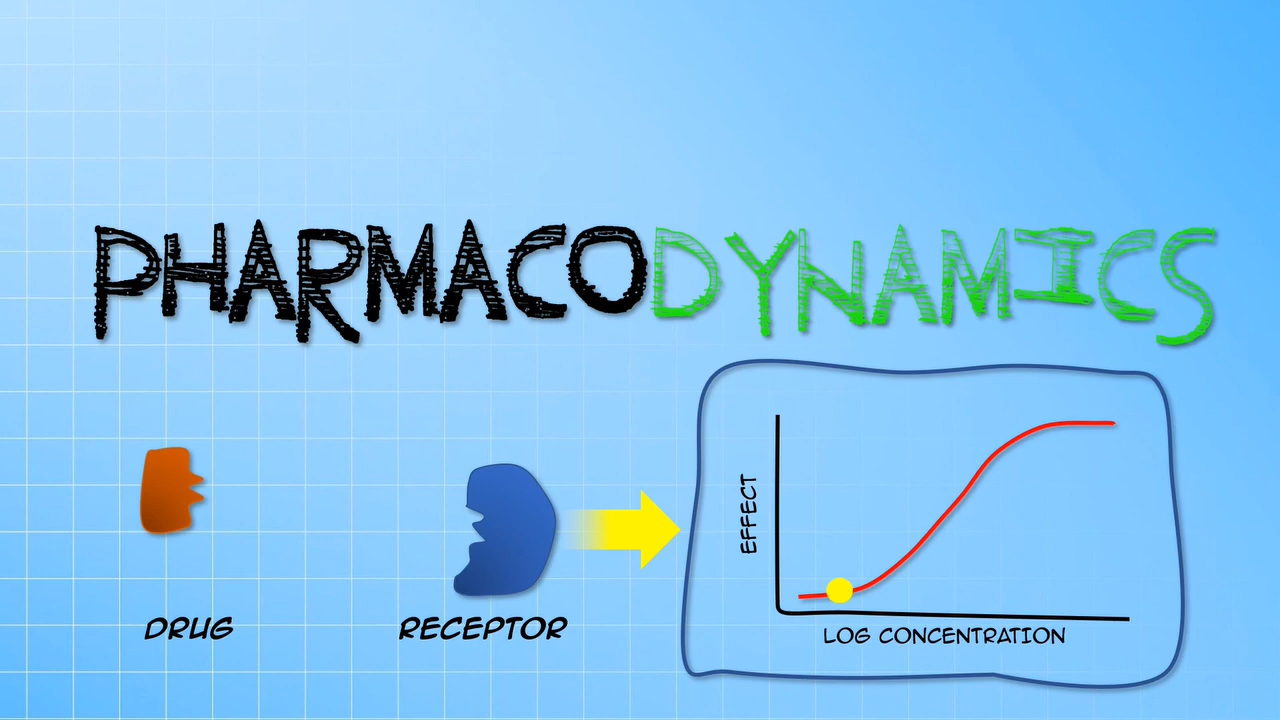 PHARMACODYNAMICS
DRUG
RECEPTOR
EFFECT
LOG CONCENTRATION